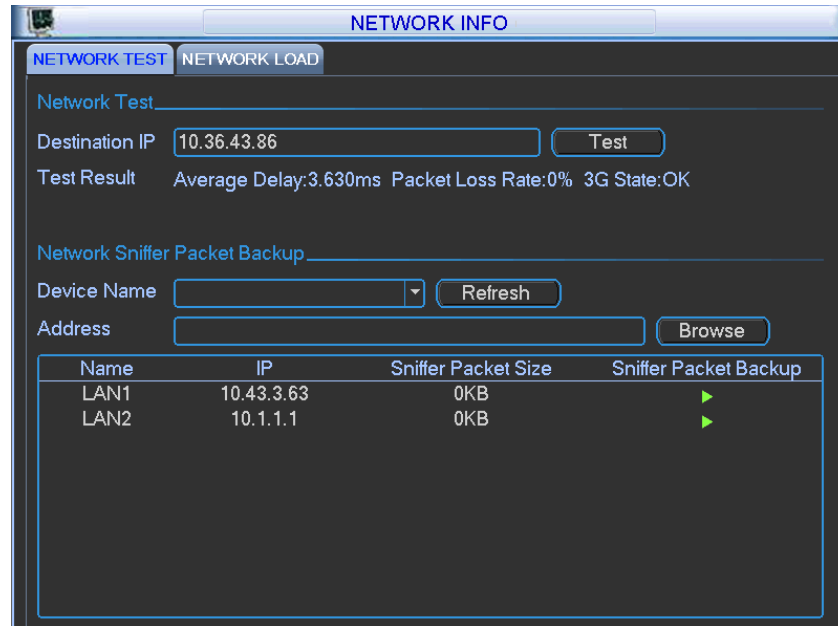 NETWORK INFO
NETWORK TEST NETWORK LOAD
Network Test
Destination IP 10.36.43.86 Test
Test Result Average Delay:3.630ms Packet Loss Rate:0% 3G State:OK
Network Sniffer Packet Backup
Device Name Refresh
Address Browse
Name IP Sniffer Packet Size Sniffer Packet Backup
LAN1 10.43.3.63 0KB
LAN2 10.1.1.1 0KB